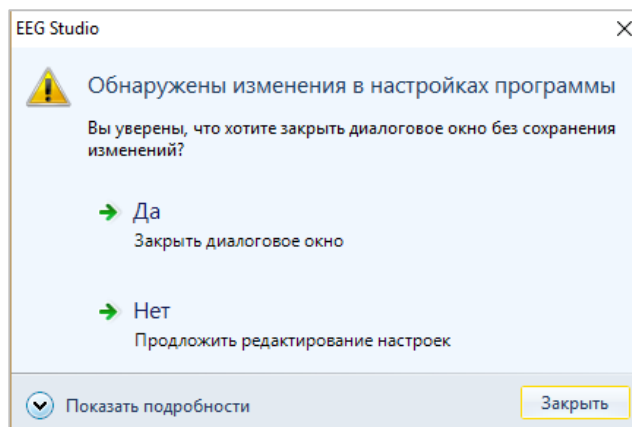 EEG Studio
Обнаружены изменения в настройках программы
Вы уверены, что хотите закрыть диалоговое окно без сохранения
изменений?
Да
Закрыть диалоговое окно
Нет
Продложить редактирование настроек
Показать подробности
Закрыть